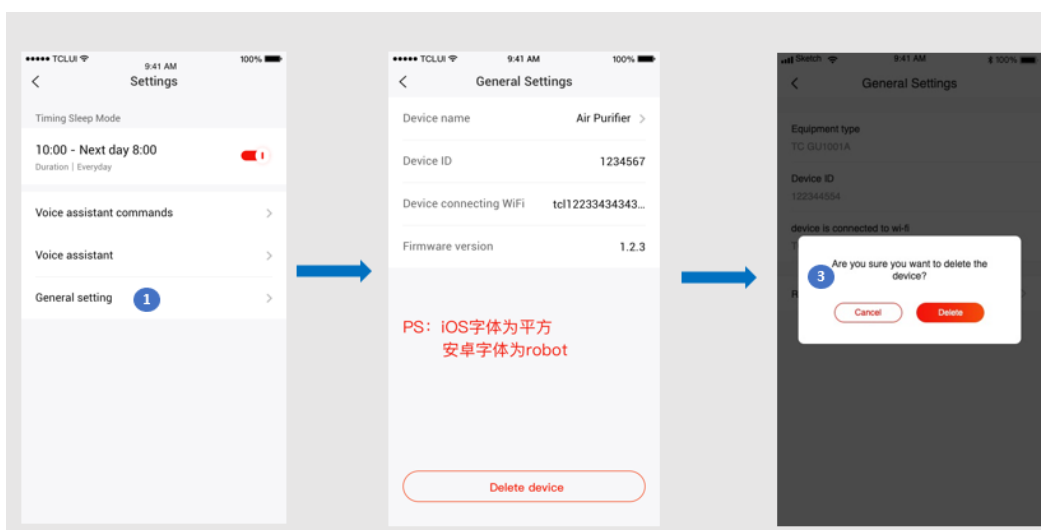 TCLUI
9:41 AM
100%
Settings
Timing Sleep Mode
10:00 - Next day 8:00
Duration | Everyday
Voice assistant commands
Voice assistant
General setting
1
TCLUI
9:41 AM
100%
General Settings
Device name
Air Purifier
Device ID
1234567
Device connecting WiFi
tcl12233434343...
Firmware version
1.2.3
PS：iOS字体为平方
安卓字体为robot
Delete device
Sketch
9:41 AM
100%
General Settings
Equipment type
TC GU1001A
Device ID
122344554
device is connected to wi-fi
T
Are you sure you want to delete the
device?
3
R
Cancel
Delete